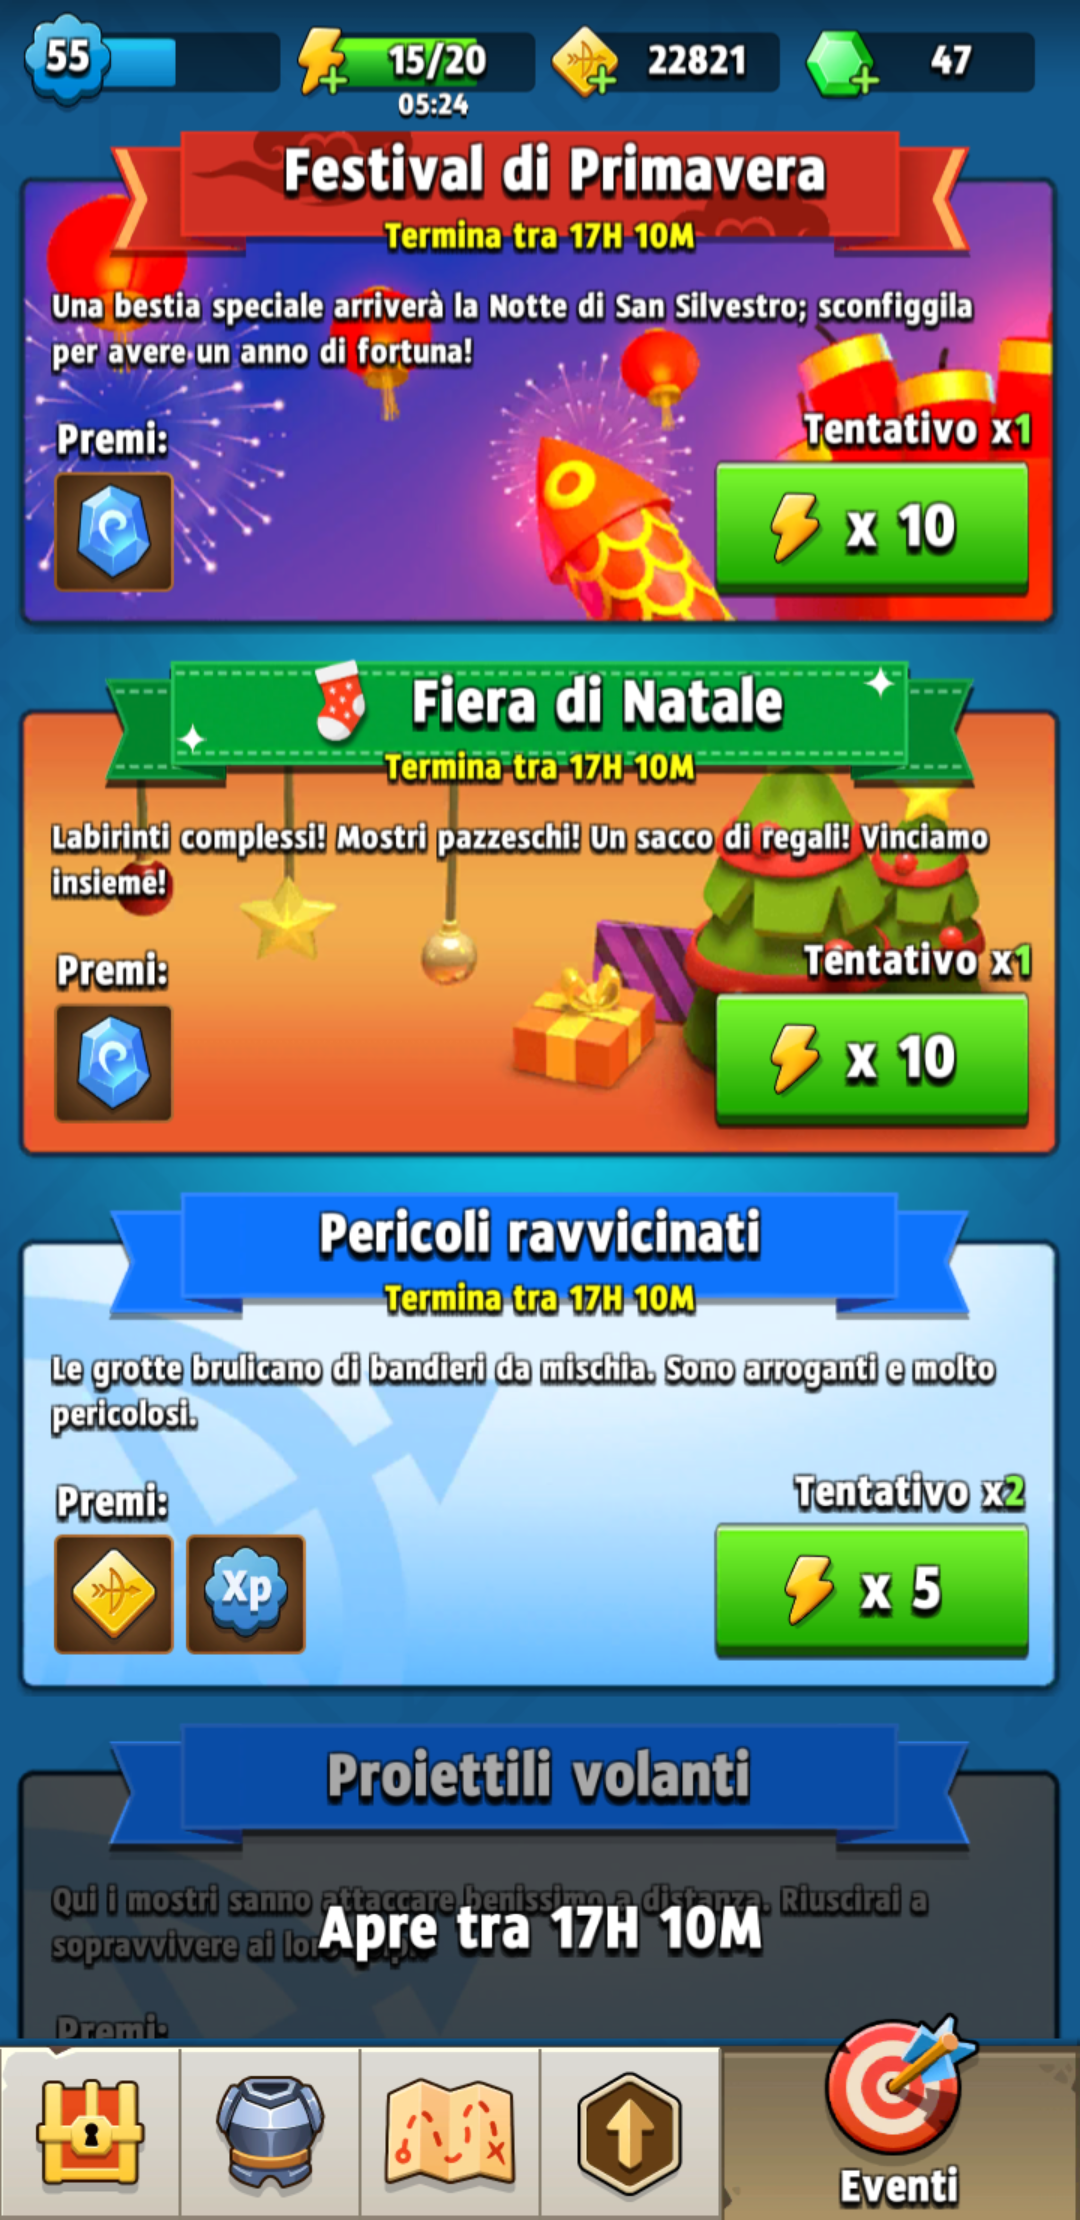 55
15/20
22821
47
05:24
Festival di Primavera
Termina tra 17H 10M
Una bestia speciale arriverà la Notte di San Silvestro; sconfiggila
per avere un anno di fortuna!
Tentativo x1
Premi:
x 10
Fiera di Natale
Termina tra 17H 10M
Labirinti complessi! Mostri pazzeschi! Un sacco di regali! Vinciamo
insieme!
Tentativo x1
Premi:
x 10
Pericoli ravvicinati
Termina tra 17H 10M
Le grotte brulicano di bandieri da mischia. Sono arroganti e molto
pericolosi.
Tentativo x2
Premi:
Xp
x 5
Proiettili volanti
Qui i mostri sanno attaccare benissimo a distanza. Riuscirai a
Apre tra 17H 10M
sopravvivere ai
Premi:
Eventi